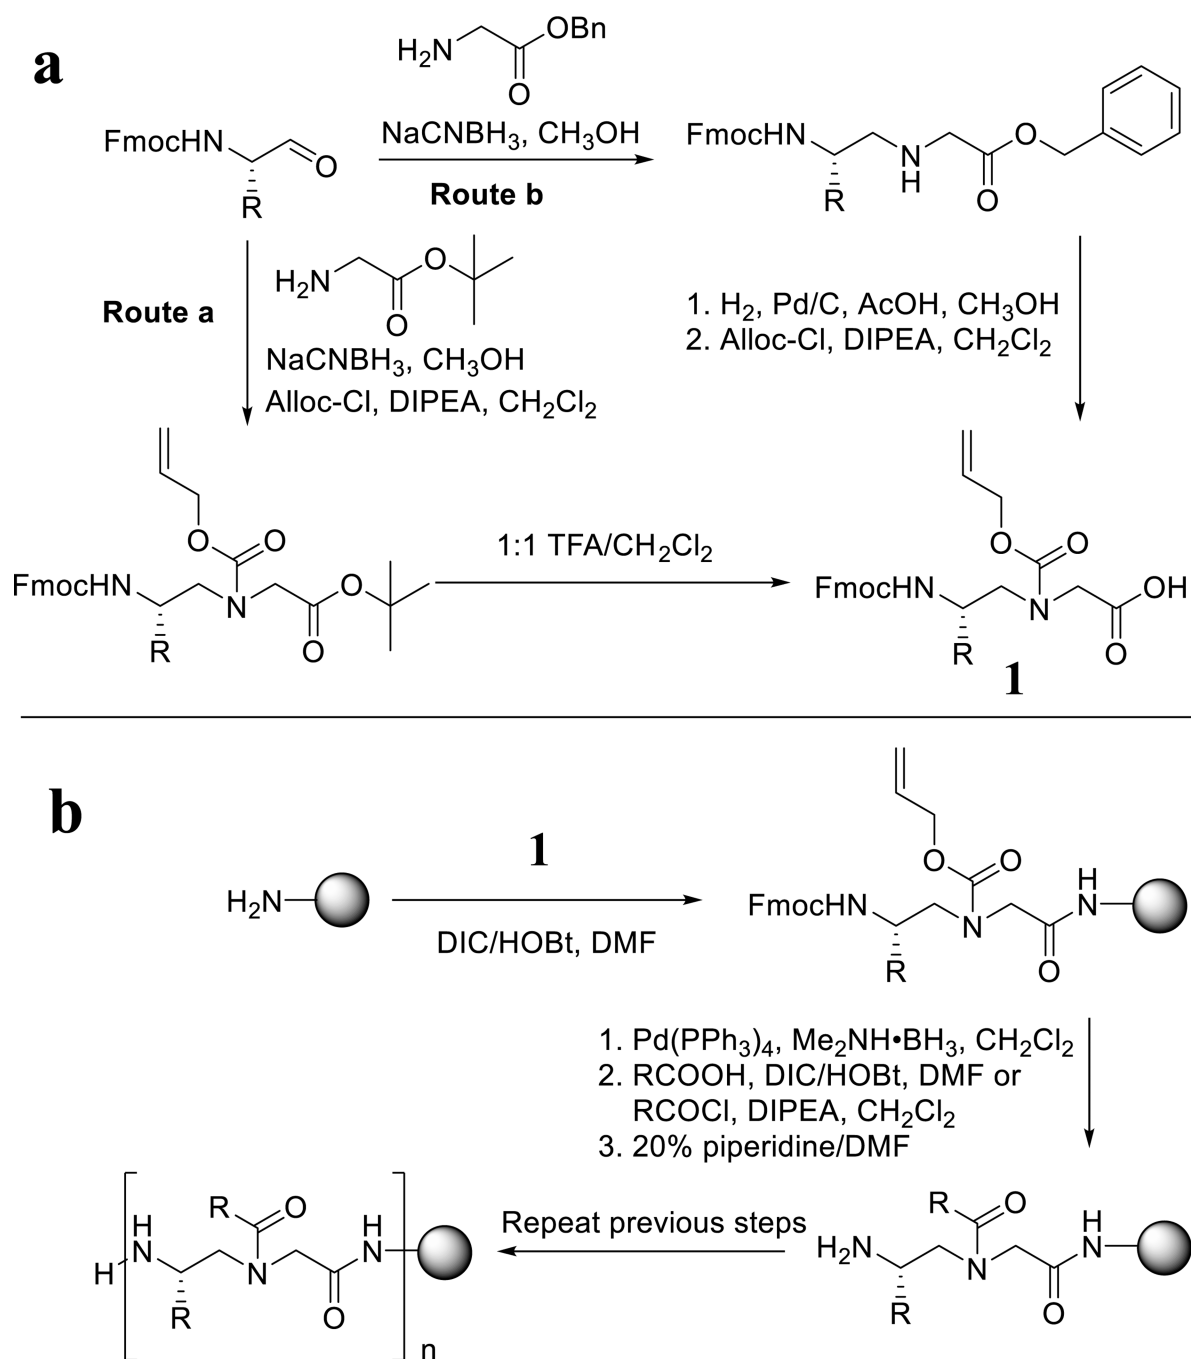 a
H₂N
OBn
O
FmocHN
O
R
NaCNBH₃, CH₃OH
Route b
FmocHN
R
N
H
O
O
Route a
H₂N
O
O
NaCNBH₃, CH₃OH
Alloc-Cl, DIPEA, CH₂Cl₂
1. H₂, Pd/C, AcOH, CH₃OH
2. Alloc-Cl, DIPEA, CH₂Cl₂
O
O
FmocHN
R
N
O
O
1:1 TFA/CH₂Cl₂
O
O
FmocHN
R
N
OH
O
1
b
H₂N
1
DIC/HOBt, DMF
O
O
FmocHN
R
N
O
H
N
1. Pd(PPh₃)₄, Me₂NH•BH₃, CH₂Cl₂
2. RCOOH, DIC/HOBt, DMF or
RCOCl, DIPEA, CH₂Cl₂
3. 20% piperidine/DMF
R
O
H₂N
R
N
O
H
N
Repeat previous steps
H
H
N
R
R
O
N
O
H
N
n